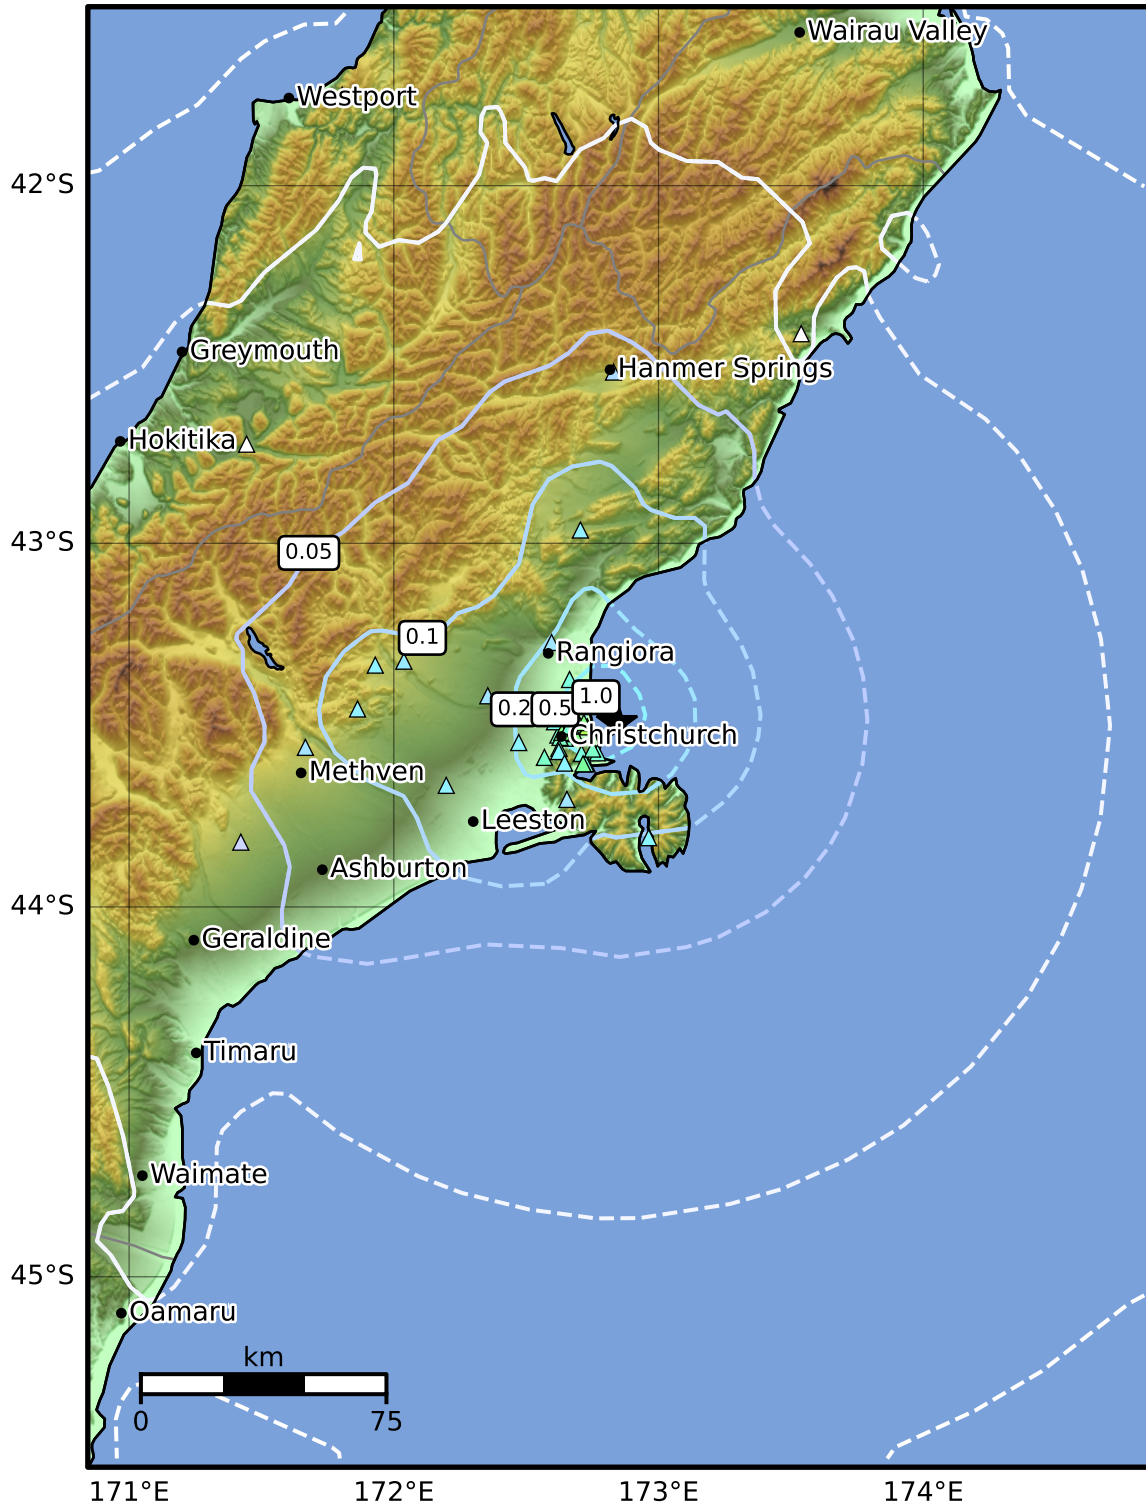 Wairau Valley
Westport
42°S
Greymouth
Hanmer Springs
Hokitika
43°S
0.05
0.1
Rangiora
0.2
0.5
1.0
Christchurch
Methven
Leeston
Ashburton
44°S
Geraldine
Timaru
Waimate
45°S
Oamaru
km
0 75
171°E 172°E 173°E 174°E